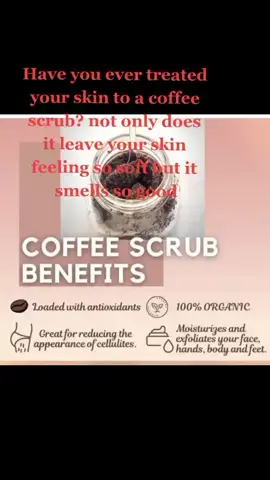 Have you ever treated
your skin to a coffee
scrub? not only does
it leave your skin
feeling so soff but it
smells so good
COFFEE SCRUB
BENEFITS
Loaded with antioxidants
100% ORGANIC
Great for reducing the
appearance of cellulites.
Moisturizes and
exfoliates your face,
hands, body and feet.